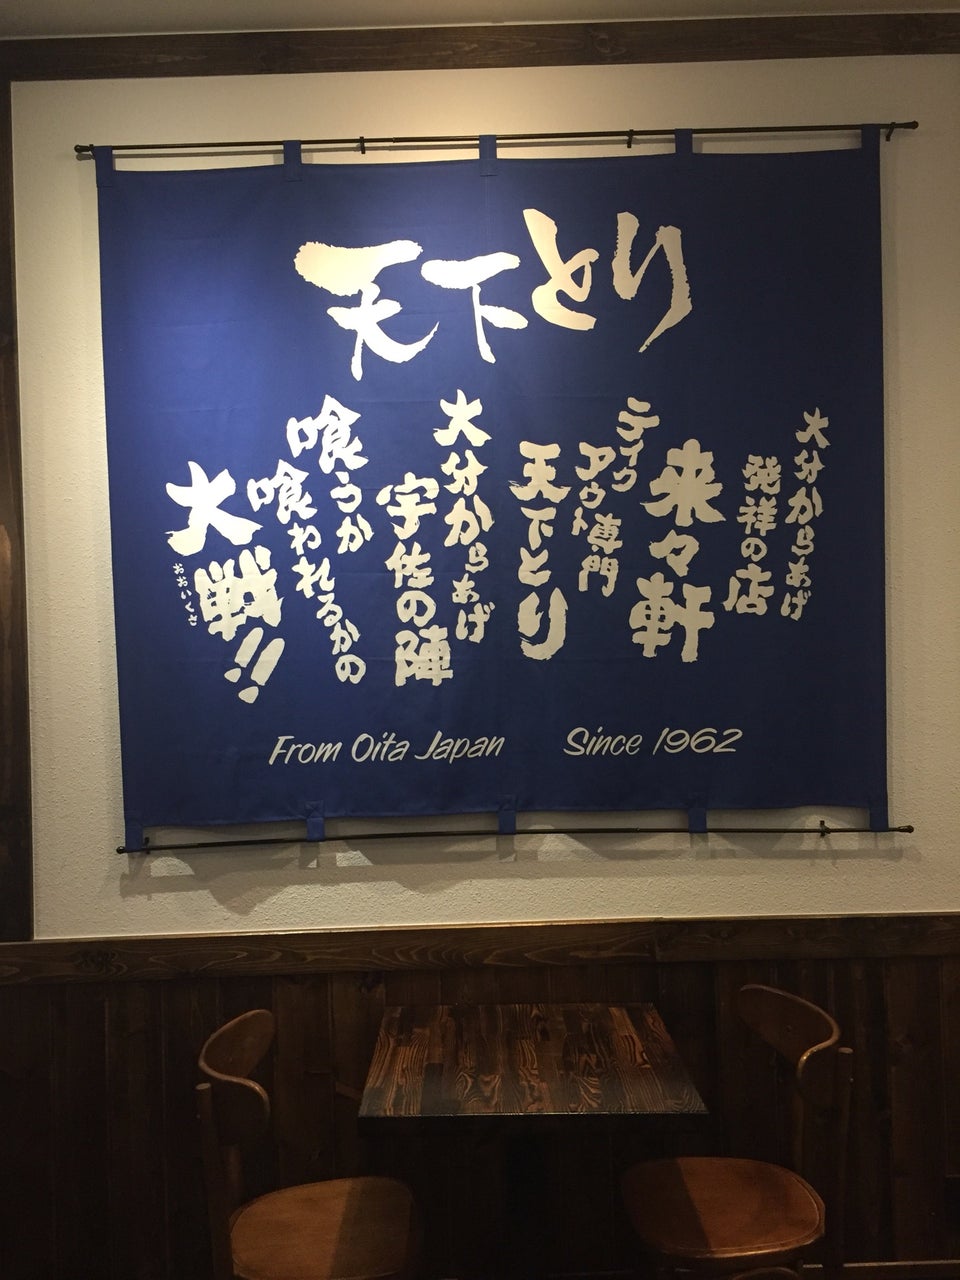 天下とり
大分からあげ
発祥の店
来々軒
テイク
アウト専門
天下とり
大分からあげ
宇佐の陣
喰うか
喰われるかの
大戦!!
おおいくさ
From Oita Japan Since 1962